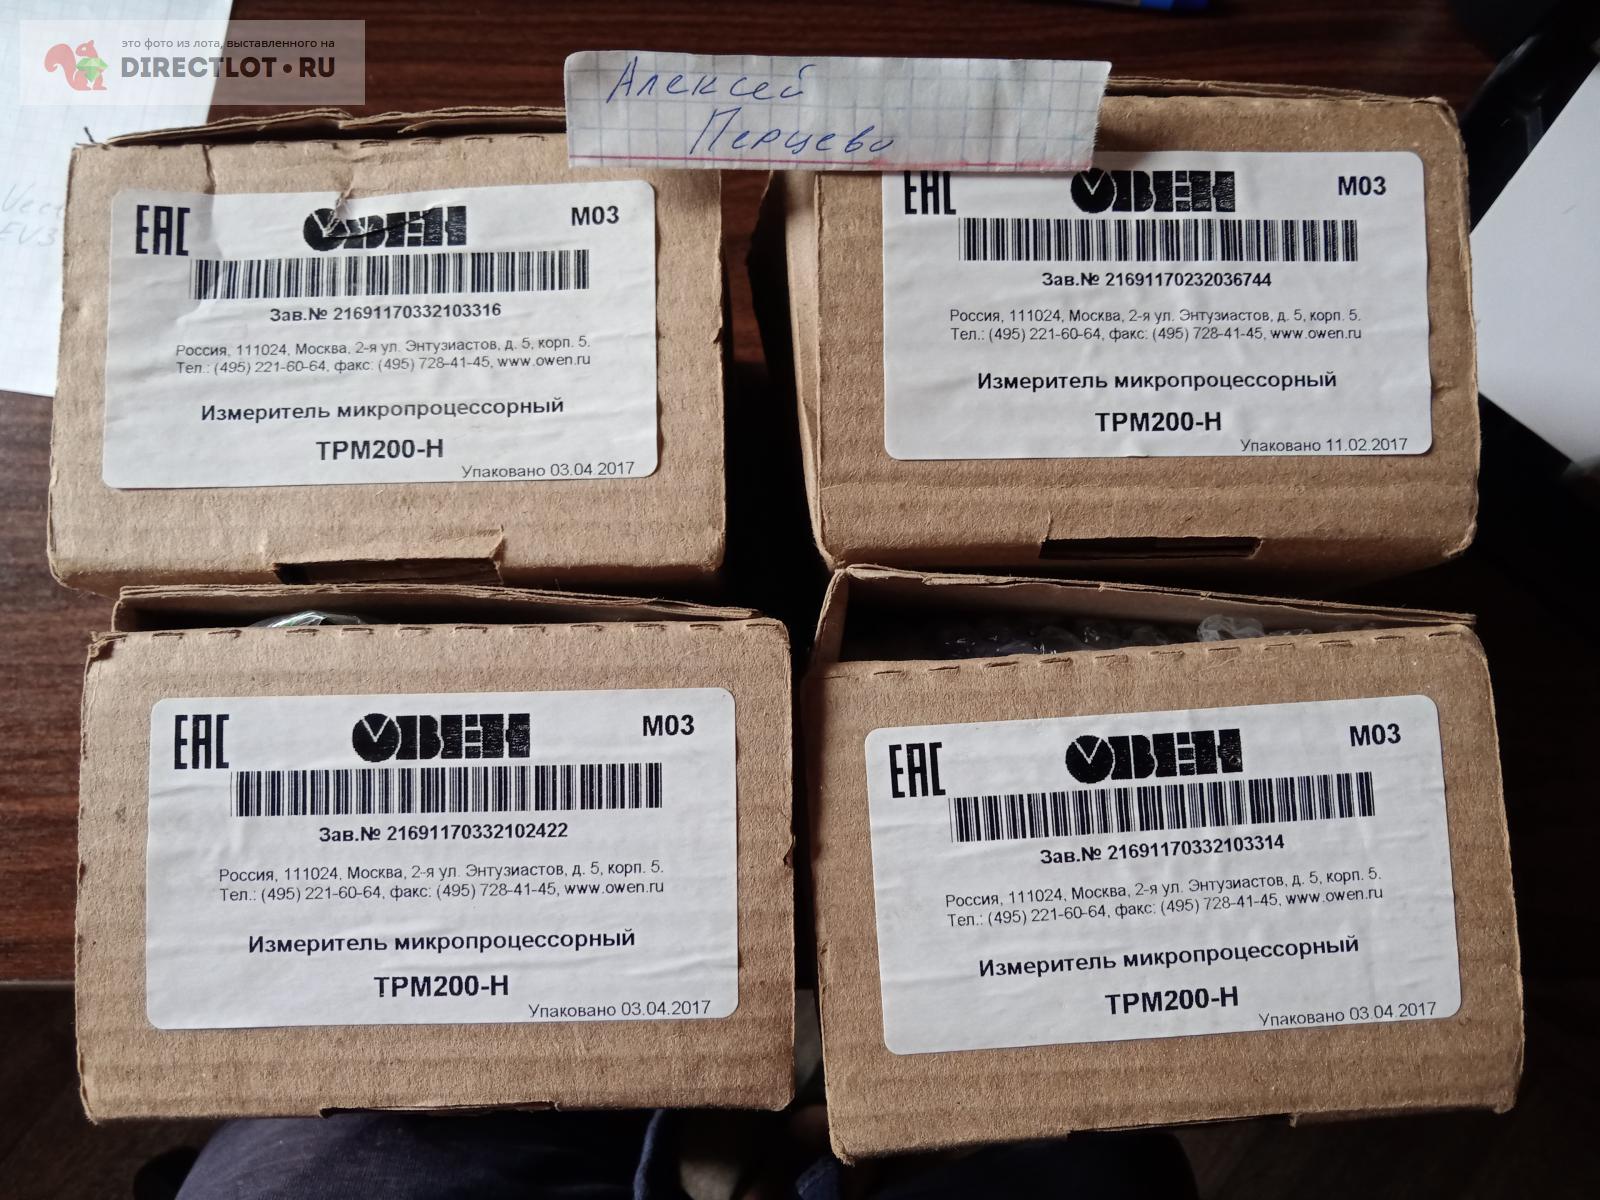 это фото из лота, выставленного на
DIRECTLOT.RU
Алексей
Перцево
EAC
ОВЕН
М03
Зав.№ 21691170332103316
Россия, 111024, Москва, 2-я ул. Энтузиастов, д. 5, корп. 5.
Тел.: (495) 221-60-64, факс: (495) 728-41-45, www.owen.ru
Измеритель микропроцессорный
ТРМ200-Н
Упаковано 03.04.2017
EAC
ОВЕН
М03
Зав.№ 21691170232036744
Россия, 111024, Москва, 2-я ул. Энтузиастов, д. 5, корп. 5.
Тел.: (495) 221-60-64, факс: (495) 728-41-45, www.owen.ru
Измеритель микропроцессорный
ТРМ200-Н
Упаковано 11.02.2017
EAC
ОВЕН
М03
Зав.№ 21691170332102422
Россия, 111024, Москва, 2-я ул. Энтузиастов, д. 5, корп. 5.
Тел.: (495) 221-60-64, факс: (495) 728-41-45, www.owen.ru
Измеритель микропроцессорный
ТРМ200-Н
Упаковано 03.04.2017
EAC
ОВЕН
М03
Зав.№ 21691170332103314
Россия, 111024, Москва, 2-я ул. Энтузиастов, д. 5, корп. 5.
Тел.: (495) 221-60-64, факс: (495) 728-41-45, www.owen.ru
Измеритель микропроцессорный
ТРМ200-Н
Упаковано 03.04.2017